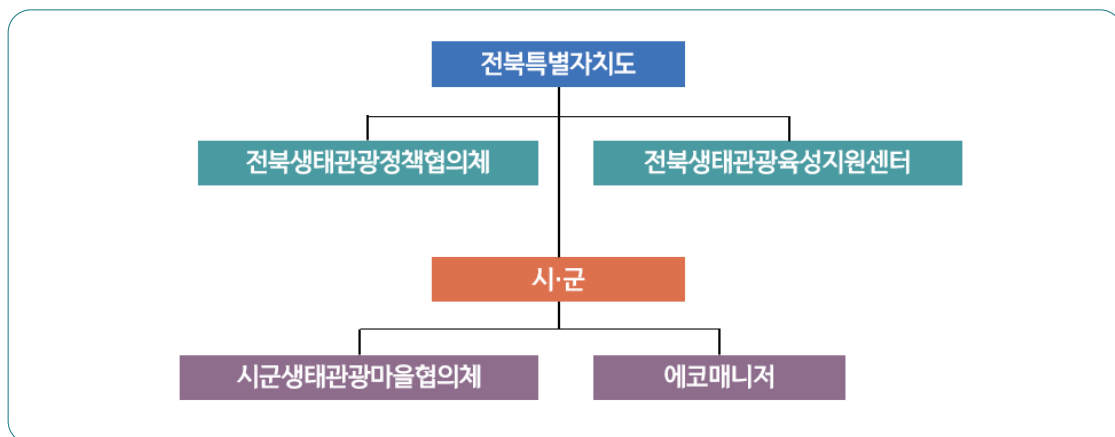 전북특별자치도
전북생태관광정책협의체
전북생태관광육성지원센터
시·군
시군생태관광마을협의체
에코매니저